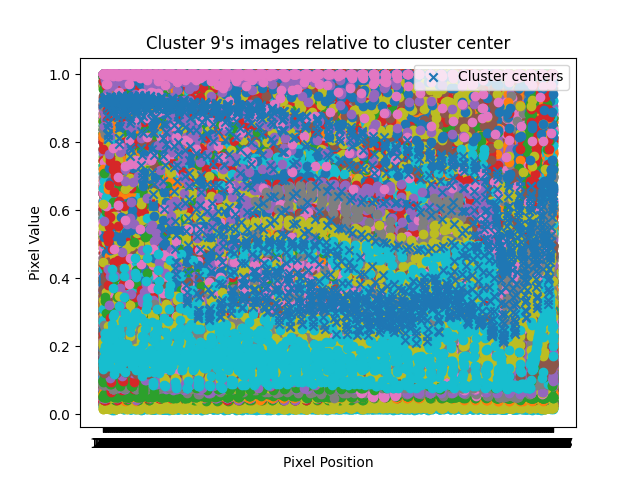 Cluster 9's images relative to cluster center
Cluster centers
1.0
0.8
0.6
0.4
0.2
0.0
Pixel Value
Pixel Position